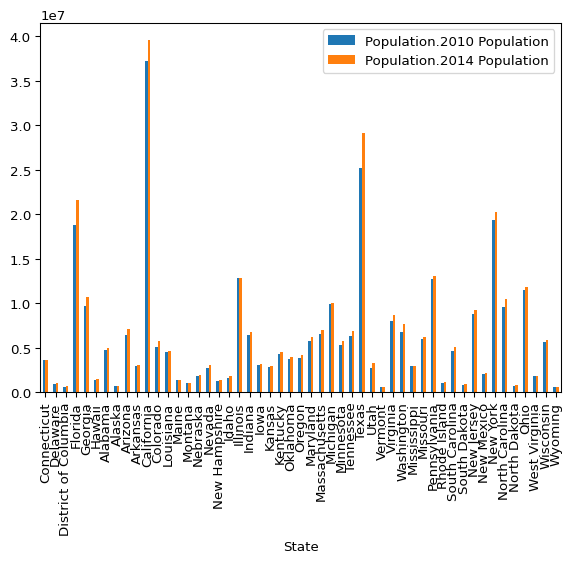 1e7
Population.2010 Population
Population.2014 Population
4.0
3.5
3.0
2.5
2.0
1.5
1.0
0.5
0.0
Connecticut
Delaware
District of Columbia
Florida
Georgia
Hawaii
Alabama
Alaska
Arizona
Arkansas
California
Colorado
Louisiana
Maine
Montana
Nebraska
Nevada
New Hampshire
Idaho
Illinois
Indiana
Iowa
Kansas
Kentucky
Oklahoma
Oregon
Maryland
Massachusetts
Michigan
Minnesota
Tennessee
Texas
Utah
Vermont
Virginia
Washington
Mississippi
Missouri
Pennsylvania
Rhode Island
South Carolina
South Dakota
New Jersey
New Mexico
New York
North Carolina
North Dakota
Ohio
West Virginia
Wisconsin
Wyoming
State